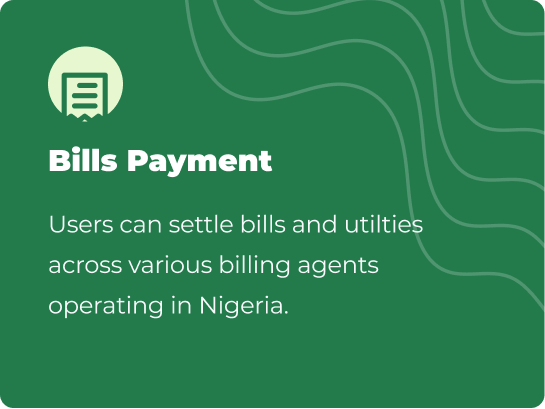 Bills Payment
Users can settle bills and utilties
across various billing agents
operating in Nigeria.